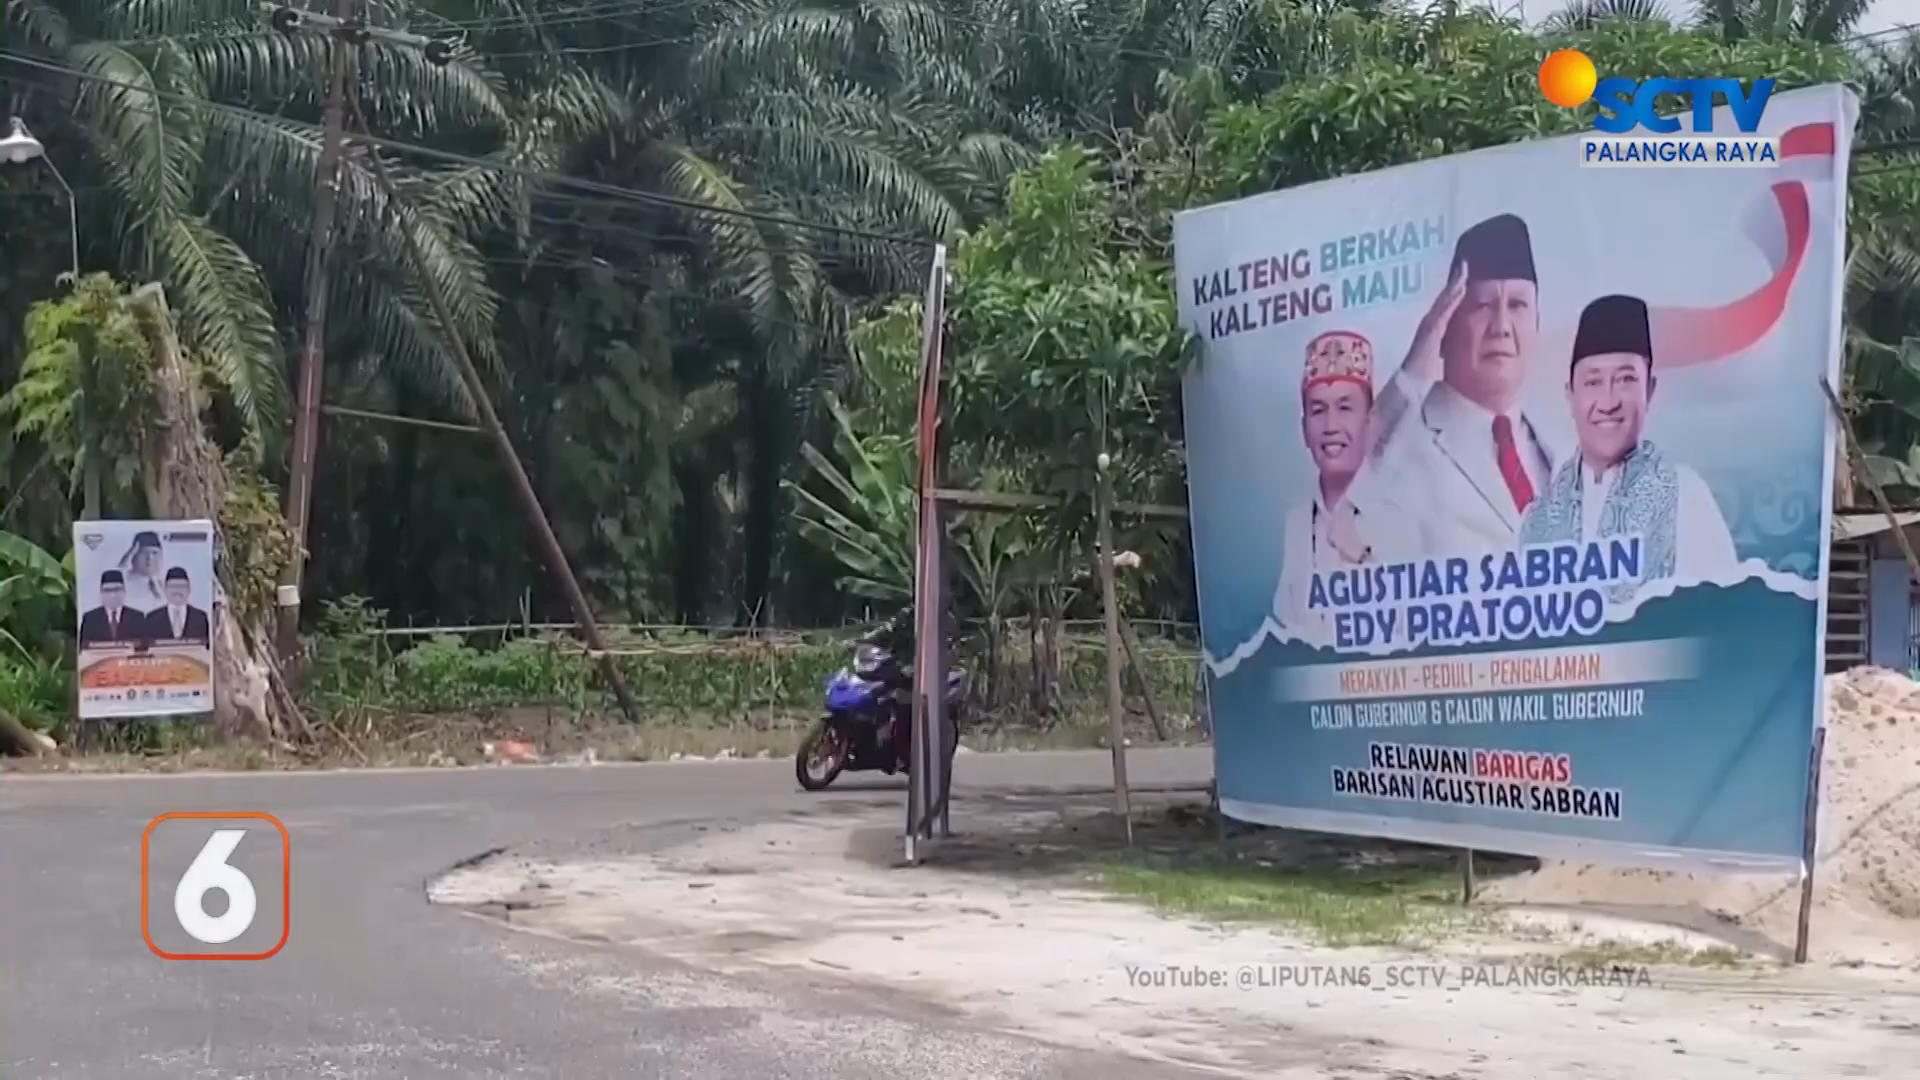 SCTV
PALANGKA RAYA
KALTENG BERKAH
KALTENG MAJU
AGUSTIAR SABRAN
EDY PRATOWO
MERAKYAT - PEDULI - PENGALAMAN
CALON GUBERNUR & CALON WAKIL GUBERNUR
RELAWAN BARIGAS
BARISAN AGUSTIAR SABRAN
BAHALAP
6
YouTube: @LIPUTAN6_SCTV_PALANGKARAYA